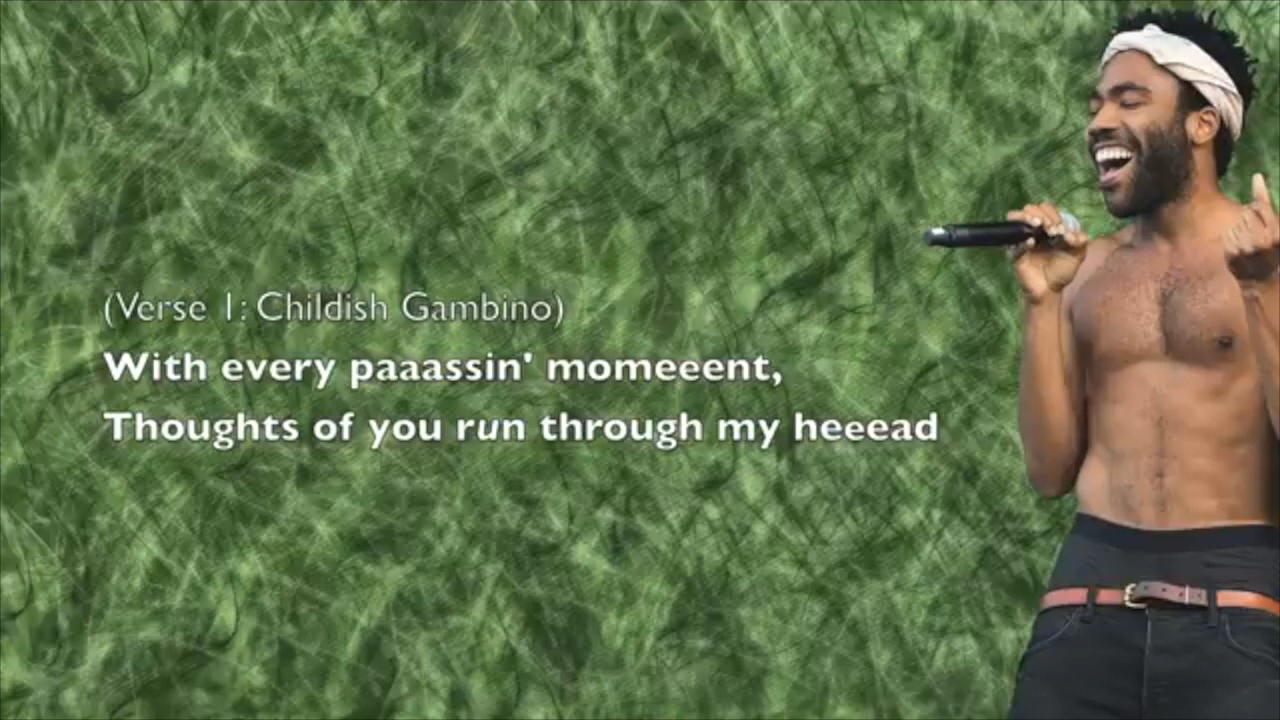 (Verse 1: Childish Gambino)
With every paaassin' momeeent,
Thoughts of you run through my heeead